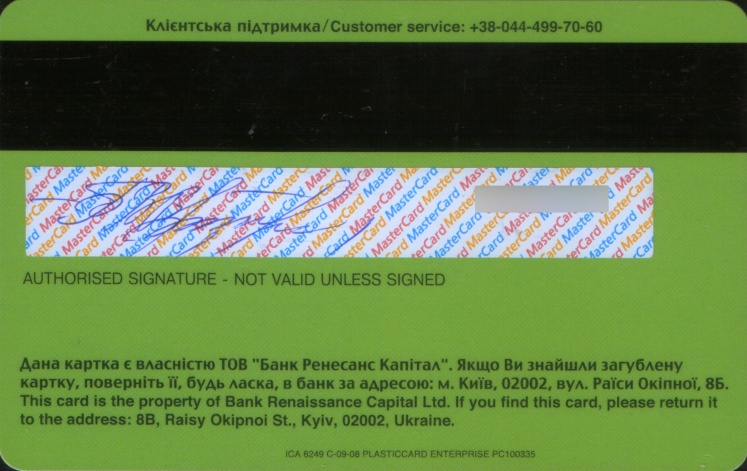 Клієнтська підтримка/Customer service: +38-044-499-70-60
AUTHORISED SIGNATURE - NOT VALID UNLESS SIGNED
Дана картка є власністю ТОВ "Банк Ренесанс Капітал". Якщо Ви знайшли загублену
картку, поверніть її, будь ласка, в банк за адресою: м. Київ, 02002, вул. Раїси Окіпної, 8Б.
This card is the property of Bank Renaissance Capital Ltd. If you find this card, please return it
to the address: 8B, Raisy Okipnoi St., Kyiv, 02002, Ukraine.
ICA 6249 C-09-08 PLASTICCARD ENTERPRISE PC100335